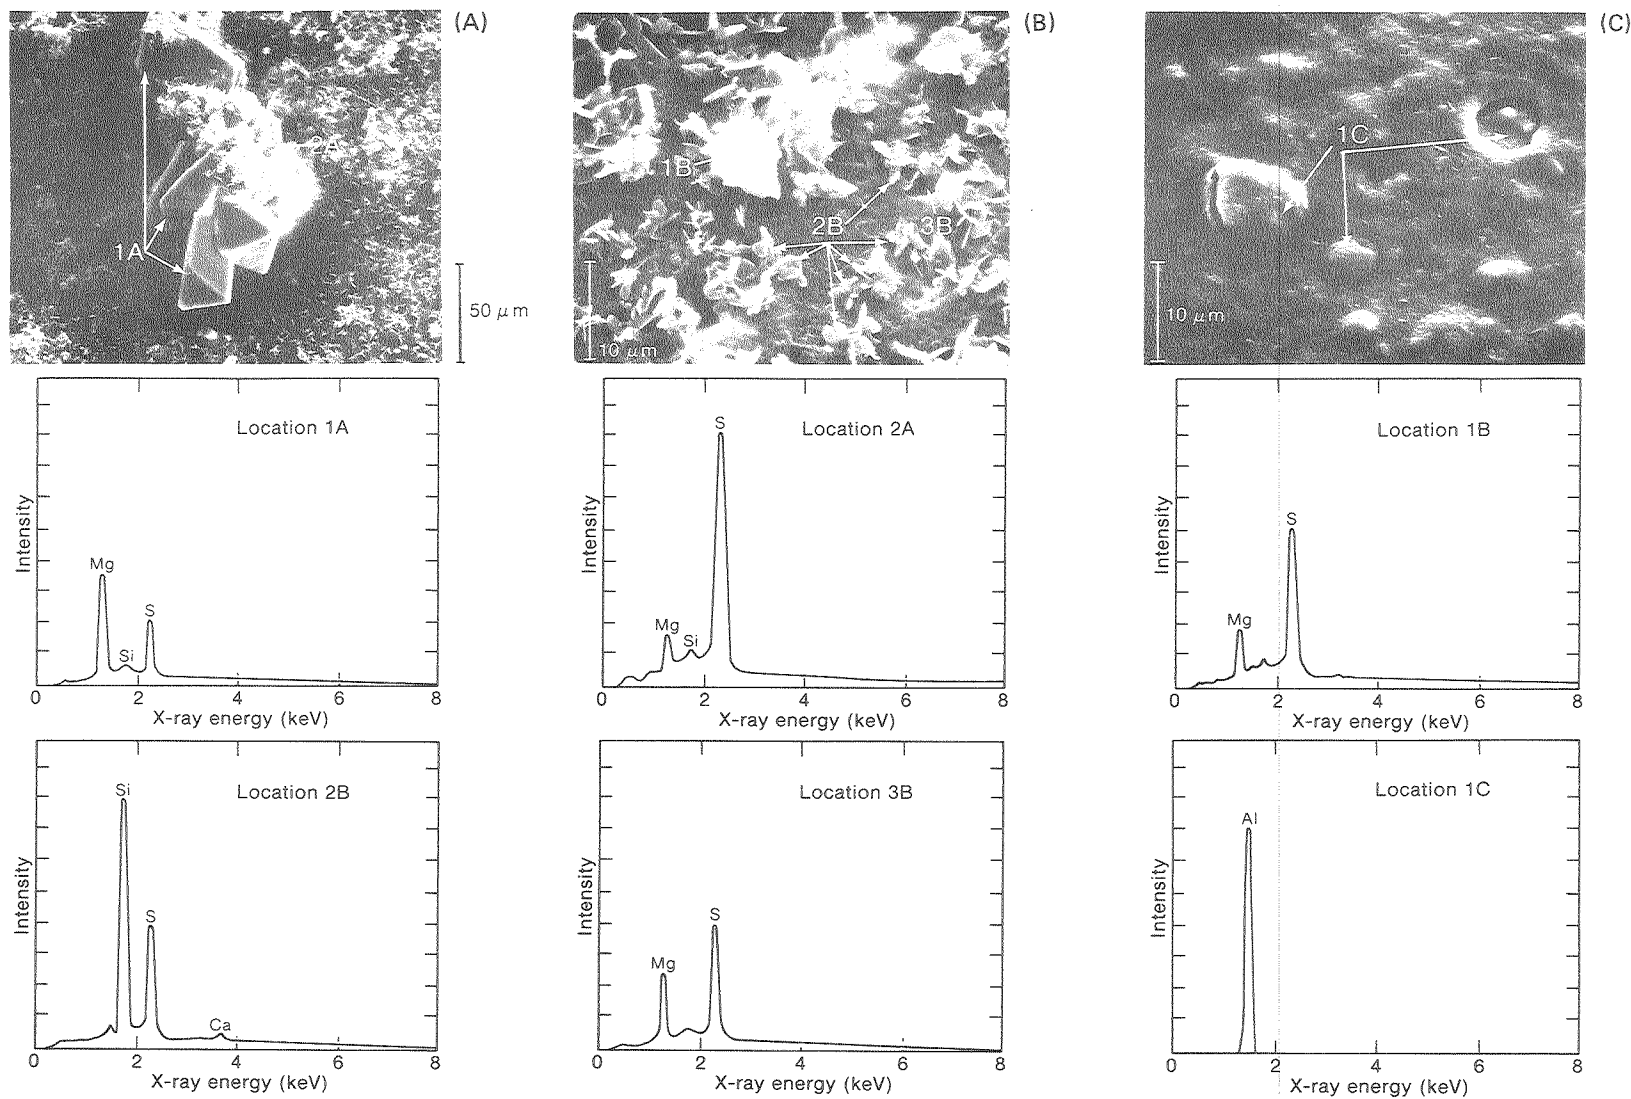 (A)
2A
1A
50 μm
(B)
1B
2B
3B
10 μm
(C)
1C
10 μm
Location 1A
Intensity
Mg
Si
S
0 2 4 6 8
X-ray energy (keV)
Location 2A
Intensity
Mg
Si
S
0 2 4 6 8
X-ray energy (keV)
Location 1B
Intensity
Mg
S
0 2 4 6 8
X-ray energy (keV)
Location 2B
Intensity
Si
S
Ca
0 2 4 6 8
X-ray energy (keV)
Location 3B
Intensity
Mg
S
0 2 4 6 8
X-ray energy (keV)
Location 1C
Intensity
Al
0 2 4 6 8
X-ray energy (keV)